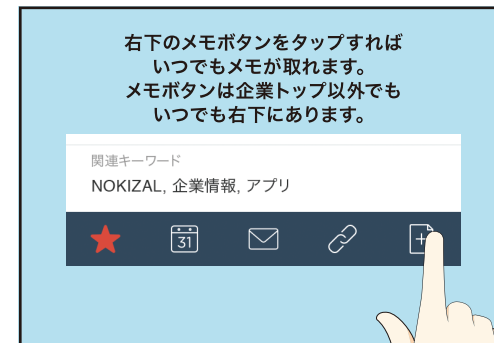 右下のメモボタンをタップすれば
いつでもメモが取れます。
メモボタンは企業トップ以外でも
いつでも右下にあります。
関連キーワード
NOKIZAL, 企業情報, アプリ
31